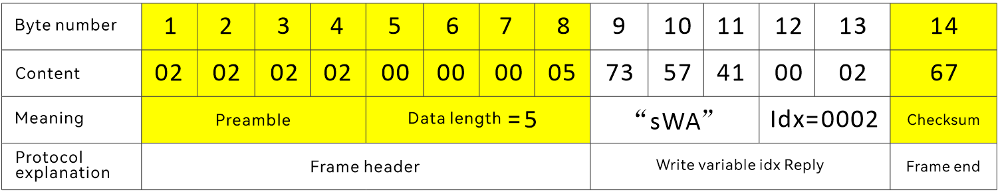 Byte number 1 2 3 4 5 6 7 8 9 10 11 12 13 14
Content 02 02 02 02 00 00 00 05 73 57 41 00 02 67
Meaning Preamble Data length =5 “sWA” Idx=0002 Checksum
Protocol
explanation Frame header Write variable idx Reply Frame end